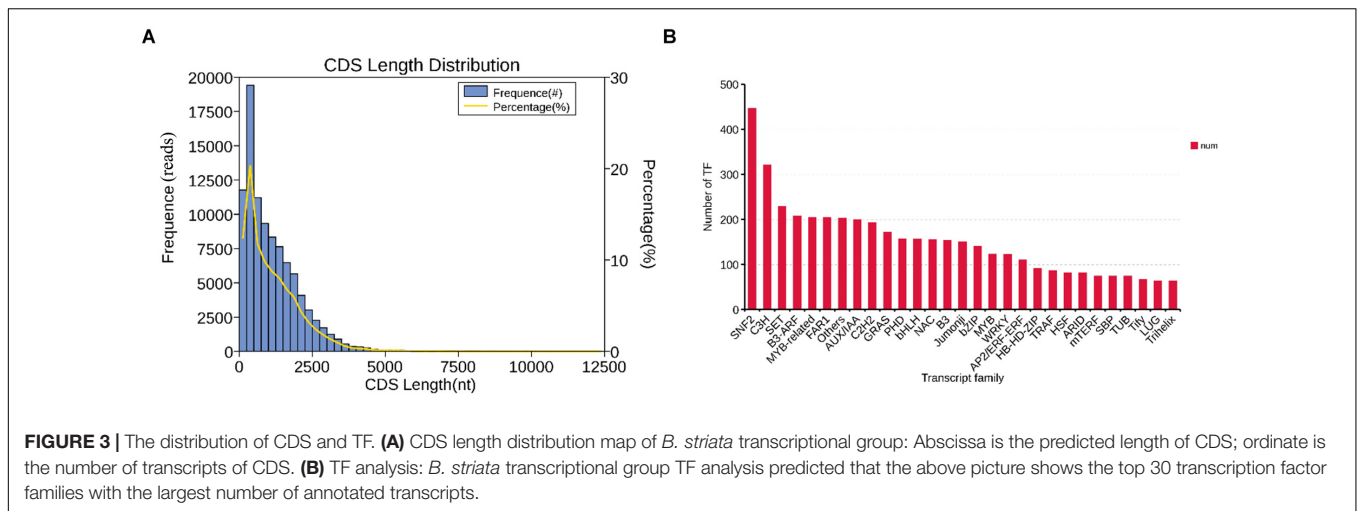 A
CDS Length Distribution
20000
17500
15000
12500
10000
7500
5000
2500
0
Frequency (reads)
30
20
10
0
Percentage(%)
Frequence(#)
Percentage(%)
0
2500
5000
7500
10000
12500
CDS Length(nt)
B
500
400
300
200
100
0
Number of TF
num
SNF2
C3H
SET
B3-ARF
MYB-related
FAR1
Others
AUX/IAA
C2H2
GRAS
PHD
bHLH
NAC
B3
Jumonji
bZIP
MYB
WRKY
AP2/ERF-ERF
HB-HD-ZIP
TRAF
HSF
ARID
mTERF
SBP
TUB
Tify
LUG
Trihelix
Transcript family
FIGURE 3 | The distribution of CDS and TF. (A) CDS length distribution map of B. striata transcriptional group: Abscissa is the predicted length of CDS; ordinate is
the number of transcripts of CDS. (B) TF analysis: B. striata transcriptional group TF analysis predicted that the above picture shows the top 30 transcription factor
families with the largest number of annotated transcripts.